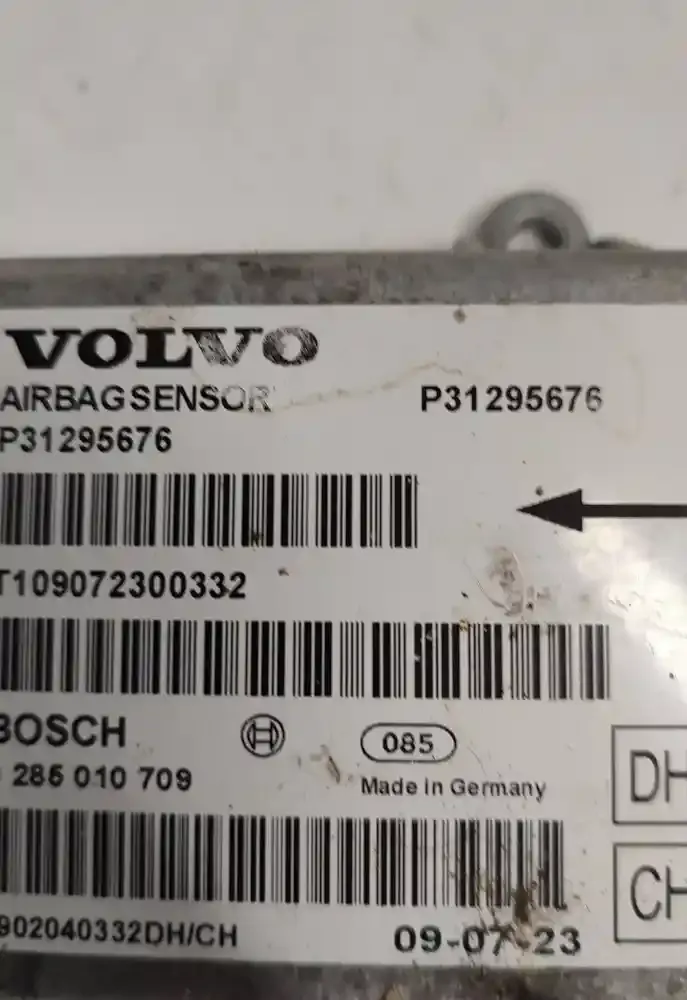 VOLVO
AIRBAGSENSOR P31295676
P31295676
T109072300332
BOSCH 085
285 010 709 Made in Germany
DH
CH
902040332DH/CH 09-07-23